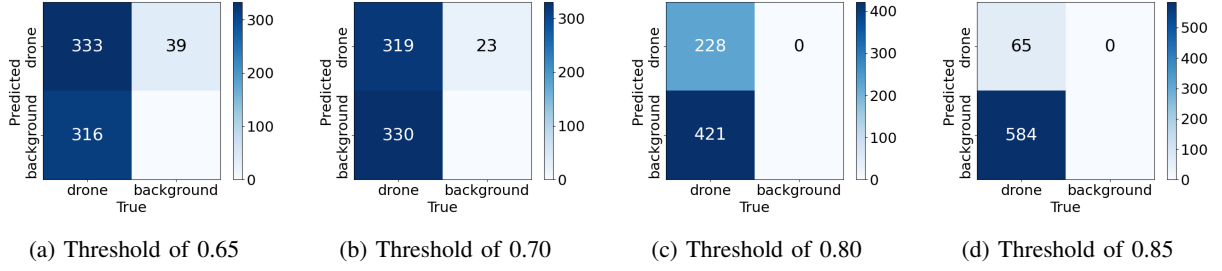 Predicted
background drone
333 39
316
drone background
True
300
200
100
0
(a) Threshold of 0.65
Predicted
background drone
319 23
330
drone background
True
300
200
100
0
(b) Threshold of 0.70
Predicted
background drone
228 0
421
drone background
True
400
300
200
100
0
(c) Threshold of 0.80
Predicted
background drone
65 0
584
drone background
True
500
400
300
200
100
0
(d) Threshold of 0.85